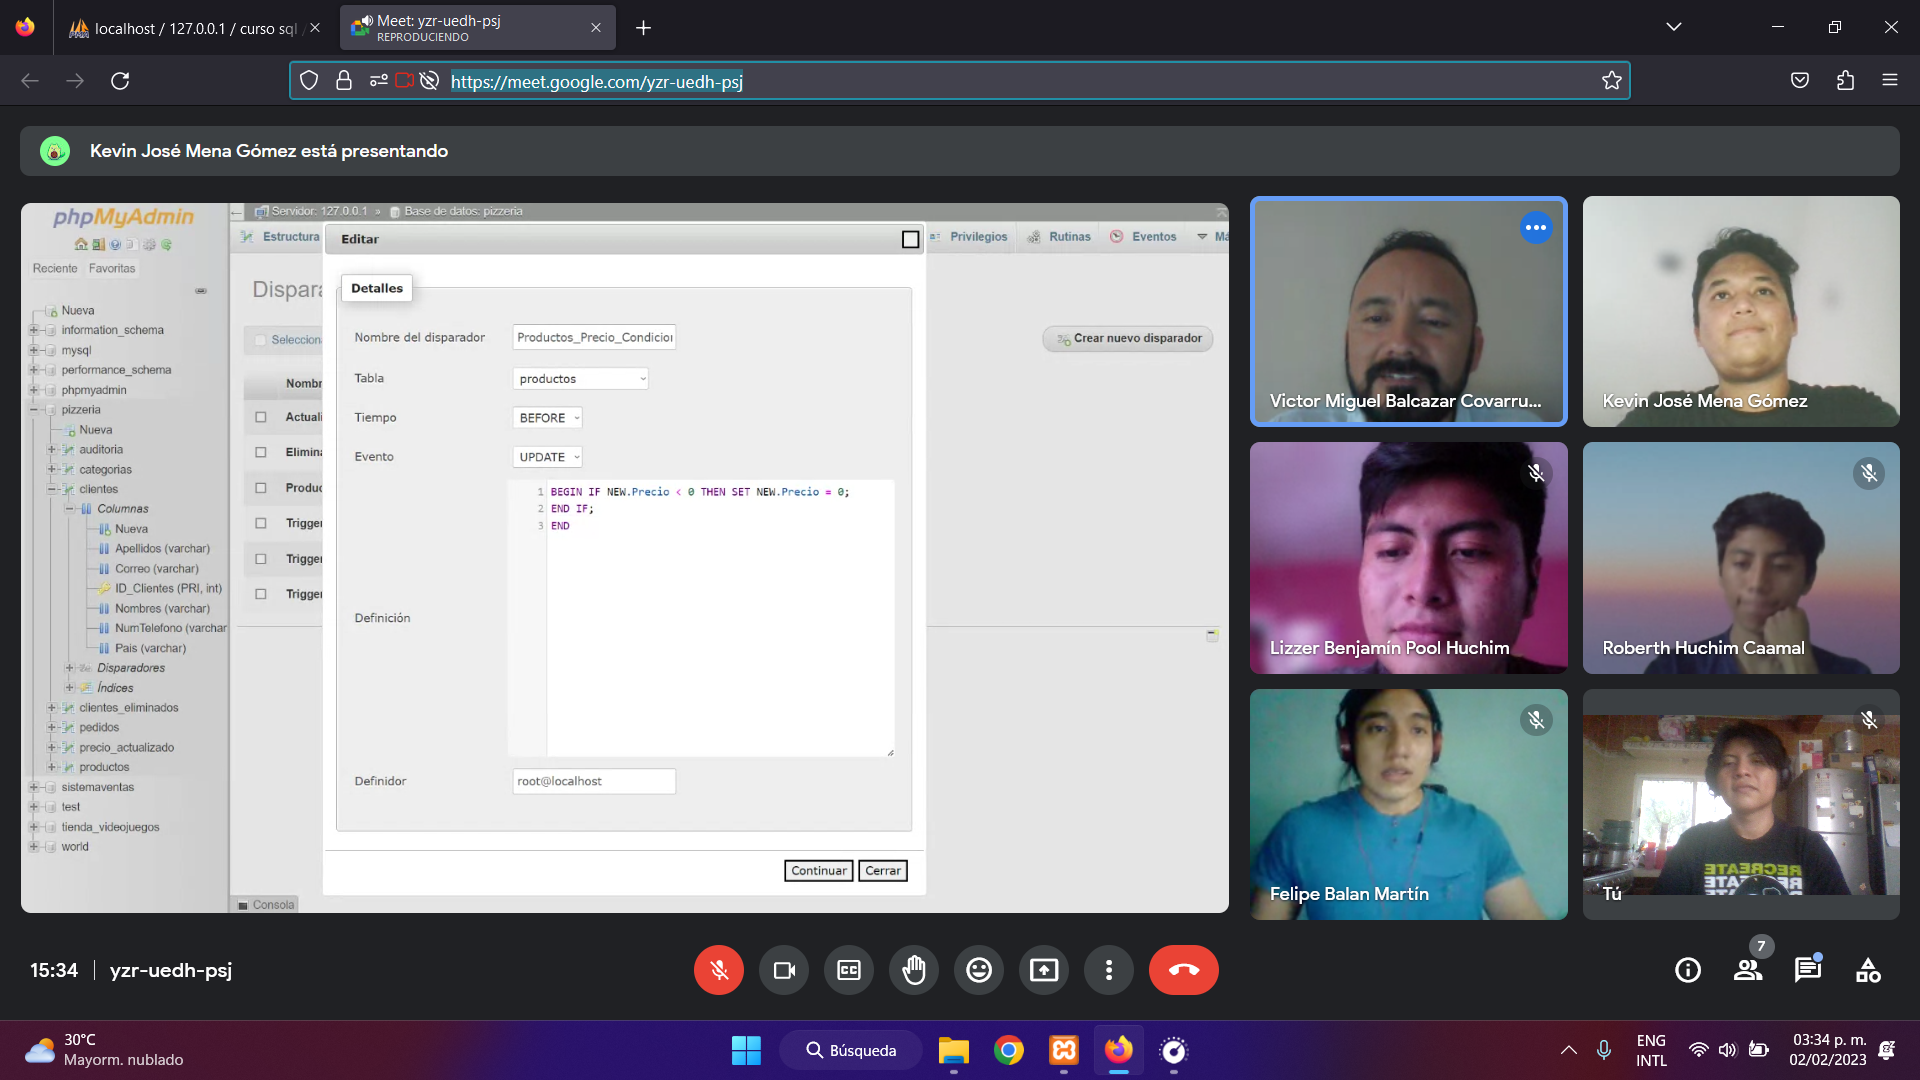 localhost / 127.0.0.1 / curso sql
Meet: yzr-uedh-psj
REPRODUCIENDO
https://meet.google.com/yzr-uedh-psj
Kevin José Mena Gómez está presentando
phpMyAdmin
Reciente Favoritas
Nueva
information_schema
mysql
performance_schema
phpmyadmin
pizzeria
Nueva
auditoria
categorias
clientes
Columnas
Nueva
Apellidos (varchar)
Correo (varchar)
ID_Clientes (PRI, int)
Nombres (varchar)
NumTelefono (varchar
Pais (varchar)
Disparadores
Índices
clientes_eliminados
pedidos
precio_actualizado
productos
sistemaventas
test
tienda_videojuegos
world
Servidor: 127.0.0.1 » Base de datos: pizzeria
Estructura
Privilegios
Rutinas
Eventos
Má
Dispara
Selecciona
Crear nuevo disparador
Nombr
Actuali
Elimina
Produc
Trigger
Trigger
Trigger
Editar
Detalles
Nombre del disparador Productos_Precio_Condicion
Tabla productos
Tiempo BEFORE
Evento UPDATE
1 BEGIN IF NEW.Precio < 0 THEN SET NEW.Precio = 0;
2 END IF;
3 END
Definición
Definidor root@localhost
Continuar Cerrar
Consola
Victor Miguel Balcazar Covarru...
Kevin José Mena Gómez
Lizzer Benjamín Pool Huchim
Roberth Huchim Caamal
Felipe Balan Martín
Tú
15:34 | yzr-uedh-psj
7
30°C
Mayorm. nublado
Búsqueda
ENG
INTL
03:34 p. m.
02/02/2023